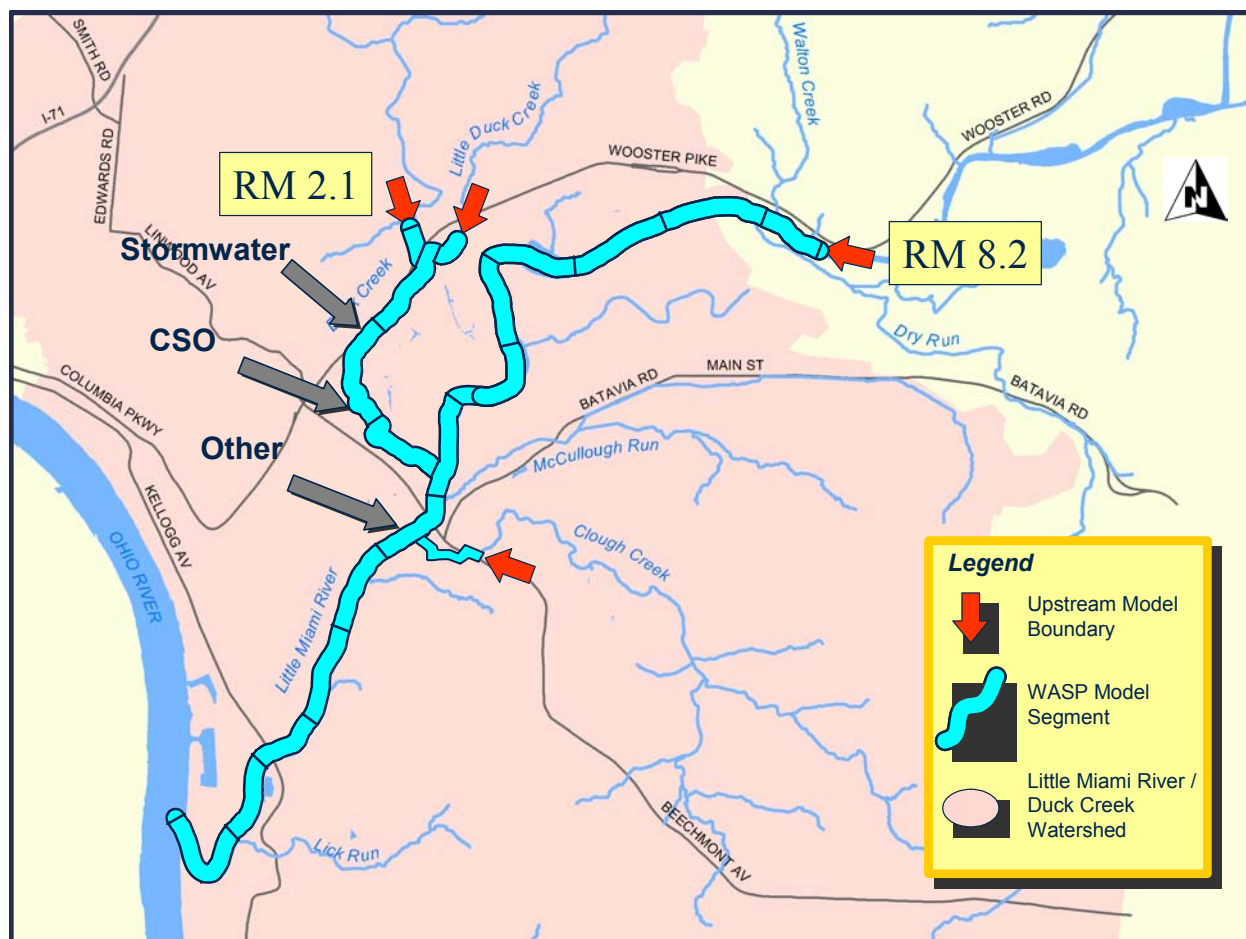 SMITH RD
I-71
EDWARDS RD
LINWOOD AV
Little Duck Creek
Walton Creek
WOOSTER RD
WOOSTER PIKE
N
RM 2.1
RM 8.2
Stormwater
Creek
CSO
Dry Run
MAIN ST
BATAVIA RD
BATAVIA RD
COLUMBIA PKWY
Other
McCullough Run
KELLOGG AV
OHIO RIVER
Clough Creek
Little Miami River
BEECHMONT AV
Lick Run
Legend
Upstream Model
Boundary
WASP Model
Segment
Little Miami River /
Duck Creek
Watershed